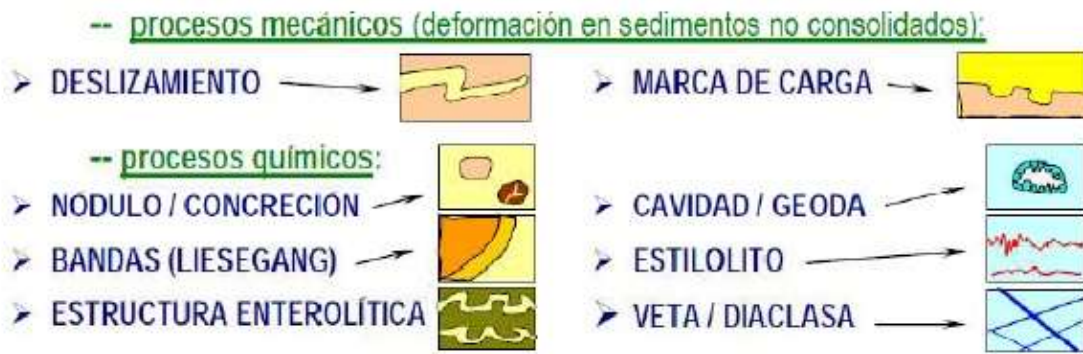 -- procesos mecánicos (deformación en sedimentos no consolidados):
➢ DESLIZAMIENTO
➢ MARCA DE CARGA
-- procesos químicos:
➢ NODULO / CONCRECION
➢ CAVIDAD / GEODA
➢ BANDAS (LIESEGANG)
➢ ESTILOLITO
➢ ESTRUCTURA ENTEROLÍTICA
➢ VETA / DIACLASA